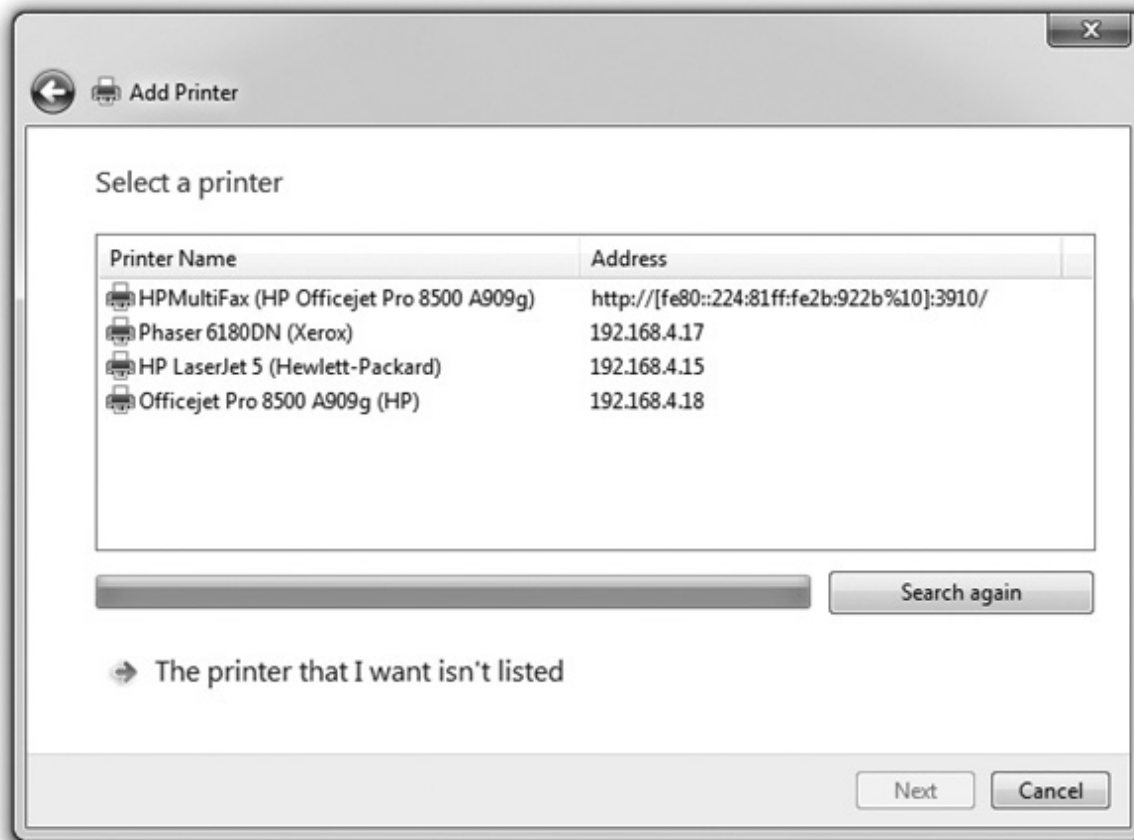 X
Add Printer
Select a printer
Printer Name Address
HPMultiFax (HP Officejet Pro 8500 A909g) http://[fe80::224:81ff:fe2b:922b%10]:3910/
Phaser 6180DN (Xerox) 192.168.4.17
HP LaserJet 5 (Hewlett-Packard) 192.168.4.15
Officejet Pro 8500 A909g (HP) 192.168.4.18
Search again
The printer that I want isn't listed
Next Cancel